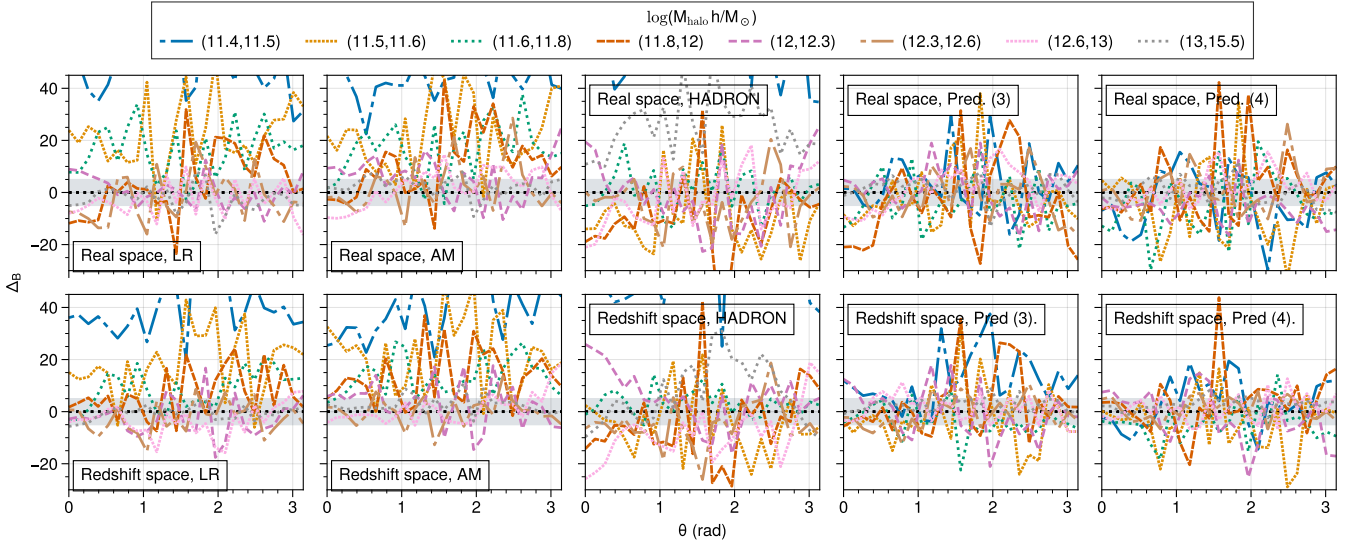 log(M_halo h/M_⊙)
(11.4,11.5) (11.5,11.6) (11.6,11.8) (11.8,12) (12,12.3) (12.3,12.6) (12.6,13) (13,15.5)
40
20
0
−20
Real space, LR
Real space, AM
Real space, HADRON
Real space, Pred. (3)
Real space, Pred. (4)
Δ_B
40
20
0
−20
Redshift space, LR
Redshift space, AM
Redshift space, HADRON
Redshift space, Pred (3).
Redshift space, Pred (4).
0 1 2 3 0 1 2 3 0 1 2 3 0 1 2 3 0 1 2 3
θ (rad)